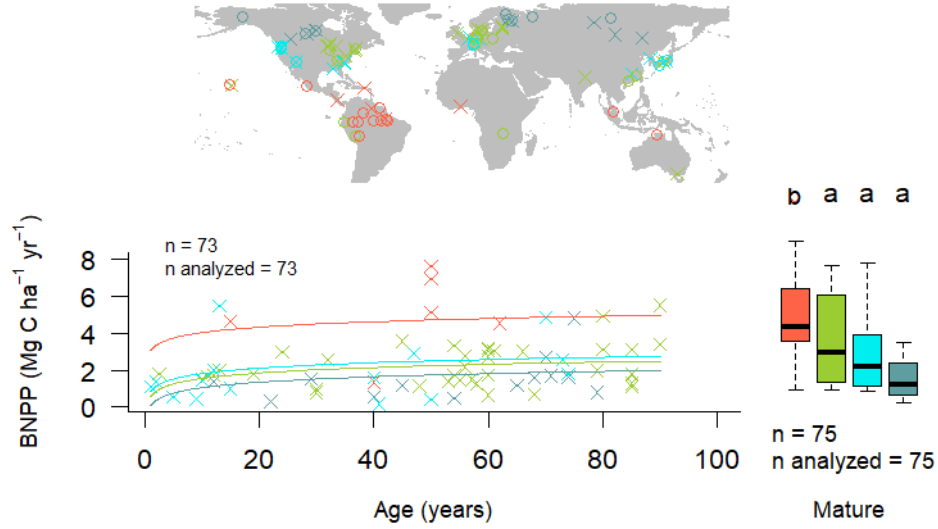 b a a a
n = 73
n analyzed = 73
BNPP (Mg C ha⁻¹ yr⁻¹)
8
6
4
2
0
0 20 40 60 80 100
Age (years)
n = 75
n analyzed = 75
Mature